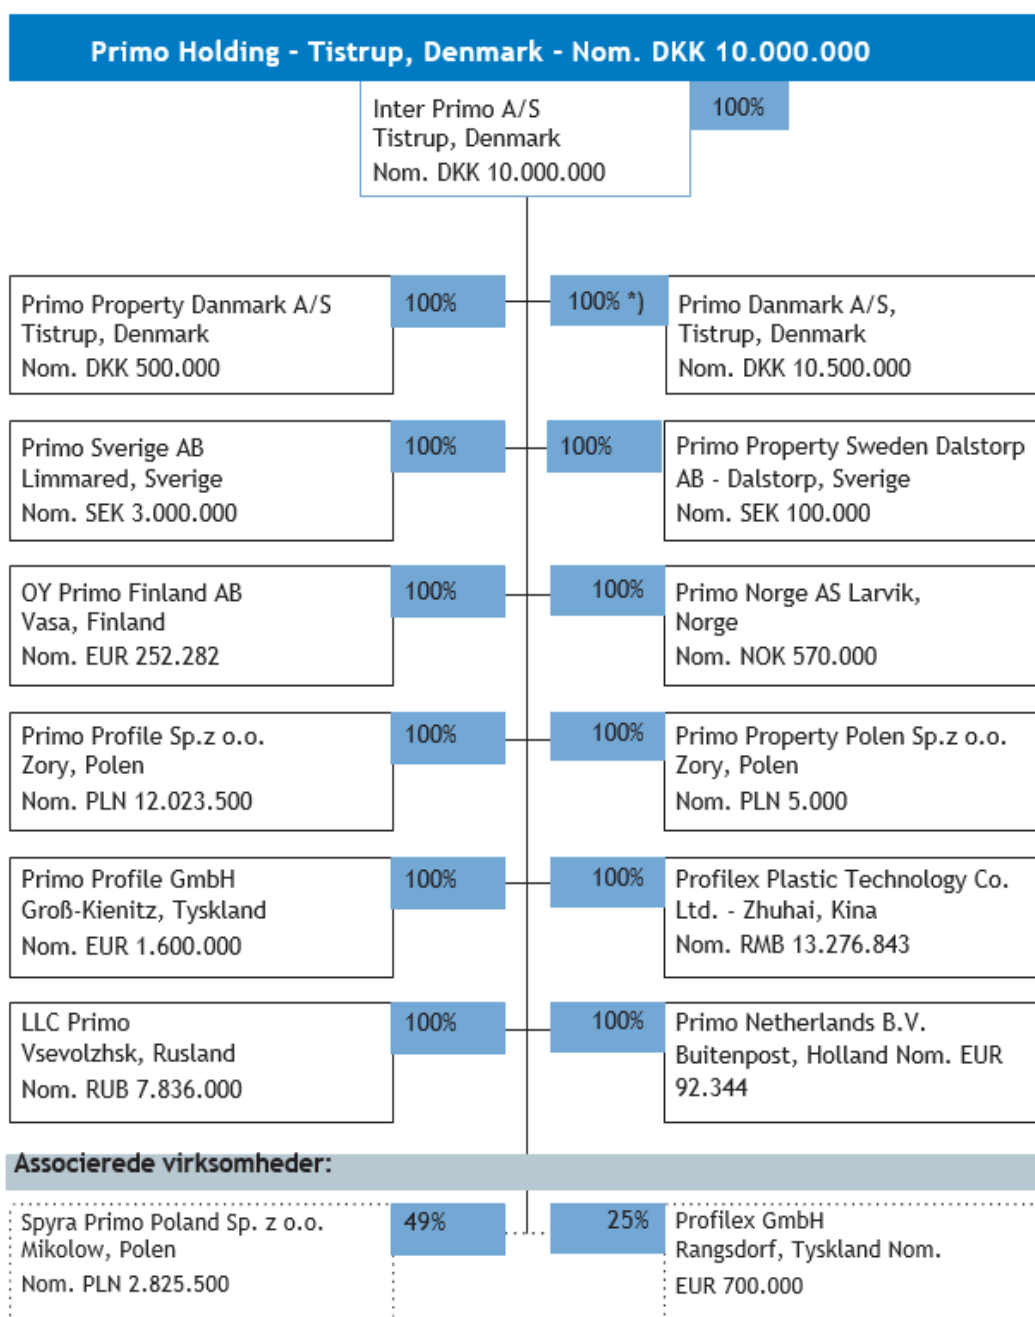 Primo Holding - Tistrup, Denmark - Nom. DKK 10.000.000
Inter Primo A/S
Tistrup, Denmark
Nom. DKK 10.000.000
100%
Primo Property Danmark A/S
Tistrup, Denmark
Nom. DKK 500.000
100%
100% *)
Primo Danmark A/S,
Tistrup, Denmark
Nom. DKK 10.500.000
Primo Sverige AB
Limmared, Sverige
Nom. SEK 3.000.000
100%
100%
Primo Property Sweden Dalstorp
AB - Dalstorp, Sverige
Nom. SEK 100.000
OY Primo Finland AB
Vasa, Finland
Nom. EUR 252.282
100%
100%
Primo Norge AS Larvik,
Norge
Nom. NOK 570.000
Primo Profile Sp.z o.o.
Zory, Polen
Nom. PLN 12.023.500
100%
100%
Primo Property Polen Sp.z o.o.
Zory, Polen
Nom. PLN 5.000
Primo Profile GmbH
Groß-Kienitz, Tyskland
Nom. EUR 1.600.000
100%
100%
Profilex Plastic Technology Co.
Ltd. - Zhuhai, Kina
Nom. RMB 13.276.843
LLC Primo
Vsevolzhsk, Rusland
Nom. RUB 7.836.000
100%
100%
Primo Netherlands B.V.
Buitenpost, Holland Nom. EUR
92.344
Associerede virksomheder:
Spyra Primo Poland Sp. z o.o.
Mikolow, Polen
Nom. PLN 2.825.500
49%
25%
Profilex GmbH
Rangsdorf, Tyskland Nom.
EUR 700.000